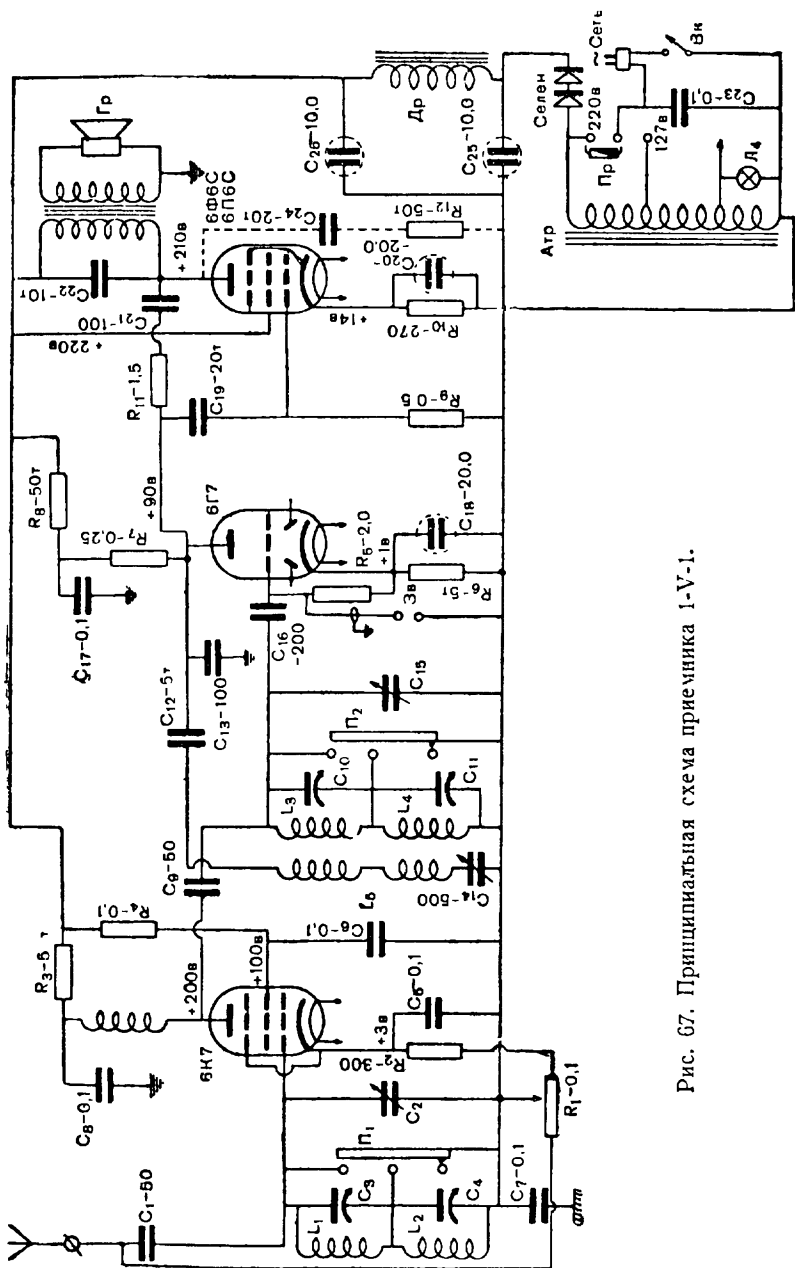 Гр
C22-10т
+210в
C21-100
+220в
R11-1,5
C19-20т
6Ф6С
6П6С
C24-20т
R12-50т
C20-
-20,0
+14в
R10-270
R9-0,5
C26-10,0
Др
C25-10,0
Селен
~ Сеть
220в
Пр
127в
C23-0,1
Вк
Л4
Атр
R8-50т
R7-0,25
C17-0,1
+90в
6Г7
C12-5т
C13-100
C16
-200
R5-2,0
+1в
Зв
R6-5т
C18-20,0
C15
П2
C10
C11
L3
L4
C9-50
C14-500
R4-0,1
R3-5 т
+200в
+100в
6К7
C8-0,1
C6-0,1
C6-0,1
+3в
R2-300
C2
П1
R1-0,1
C1-50
L1
C3
L2
C4
C7-0,1
Рис. 67. Принципиальная схема приемника 1-V-1.